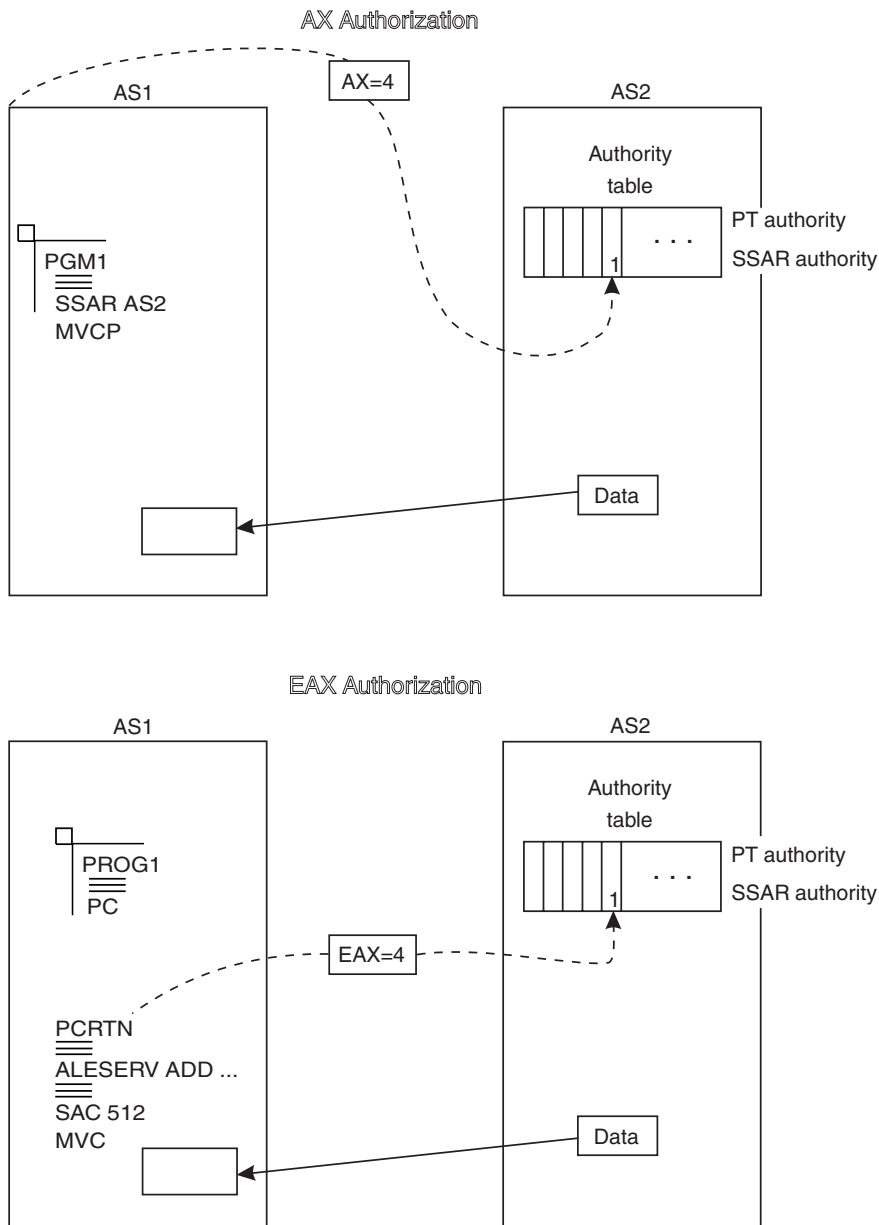 AX Authorization
AX=4
AS1
AS2
Authority
table
PT authority
. . .
1
SSAR authority
PGM1
SSAR AS2
MVCP
Data
EAX Authorization
AS1
AS2
Authority
table
PT authority
. . .
1
SSAR authority
PROG1
PC
EAX=4
PCRTN
ALESERV ADD ...
SAC 512
MVC
Data